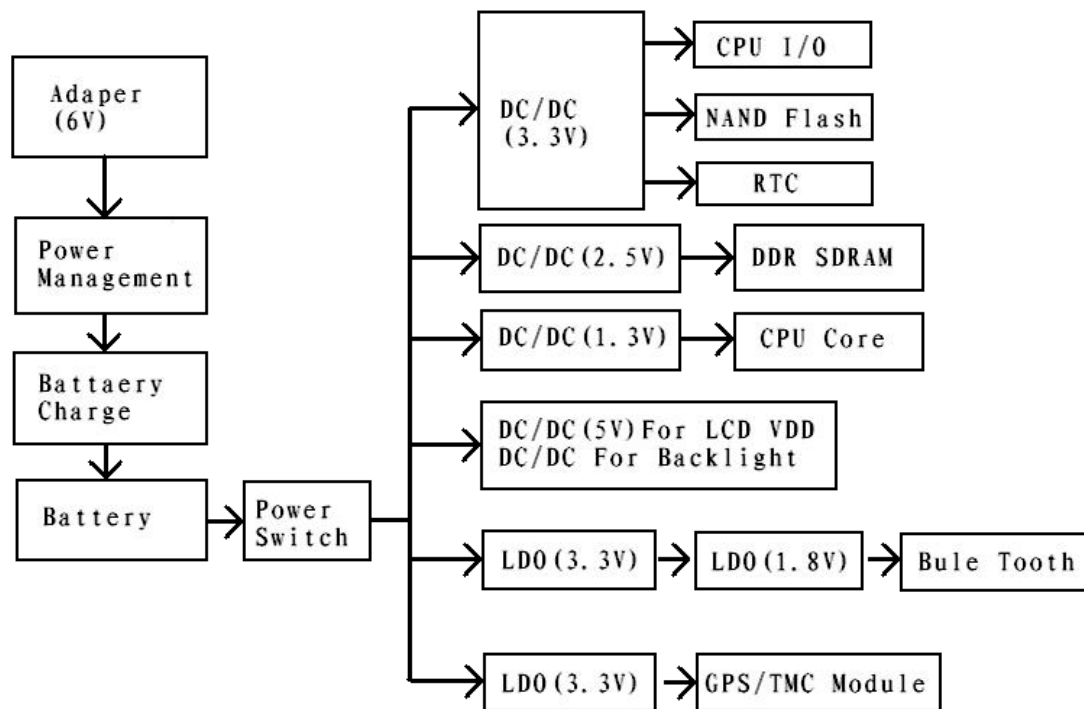 Adaper
(6V)
Power
Management
Battaery
Charge
Battery
Power
Switch
DC/DC
(3.3V)
CPU I/O
NAND Flash
RTC
DC/DC(2.5V)
DDR SDRAM
DC/DC(1.3V)
CPU Core
DC/DC(5V)For LCD VDD
DC/DC For Backlight
LDO(3.3V)
LDO(1.8V)
Bule Tooth
LDO(3.3V)
GPS/TMC Module